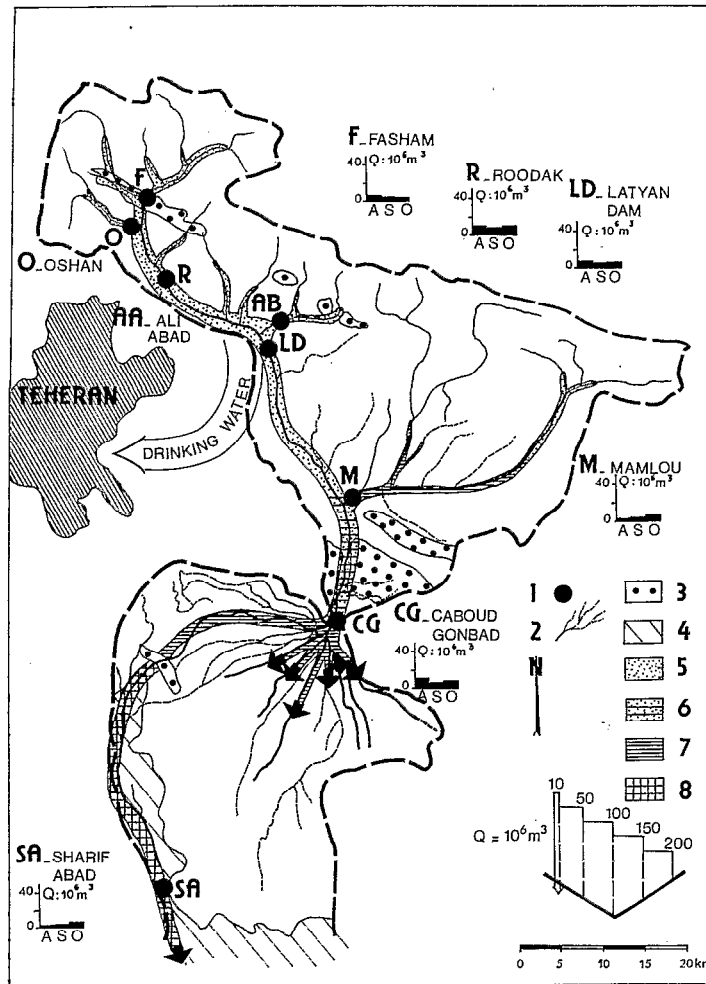 F_FASHAM
40 Q:10⁶m³
0
A S O
R_ROODAK
40 Q:10⁶m³
0
A S O
LD_LATYAN
DAM
40 Q:10⁶m³
0
A S O
F
O
O_OSHAN
R
AB
AA_ALI
ABAD
LD
TEHERAN
DRINKING WATER
M
M_MAMLOU
40 Q:10⁶m³
0
A S O
CG
CG_CABOUD
GONBAD
40 Q:10⁶m³
0
A S O
1
3
2
4
N
5
6
7
8
10
50
100
150
200
Q = 10⁶m³
SA_SHARIF
ABAD
40 Q:10⁶m³
0
A S O
SA
0 5 10 15 20km